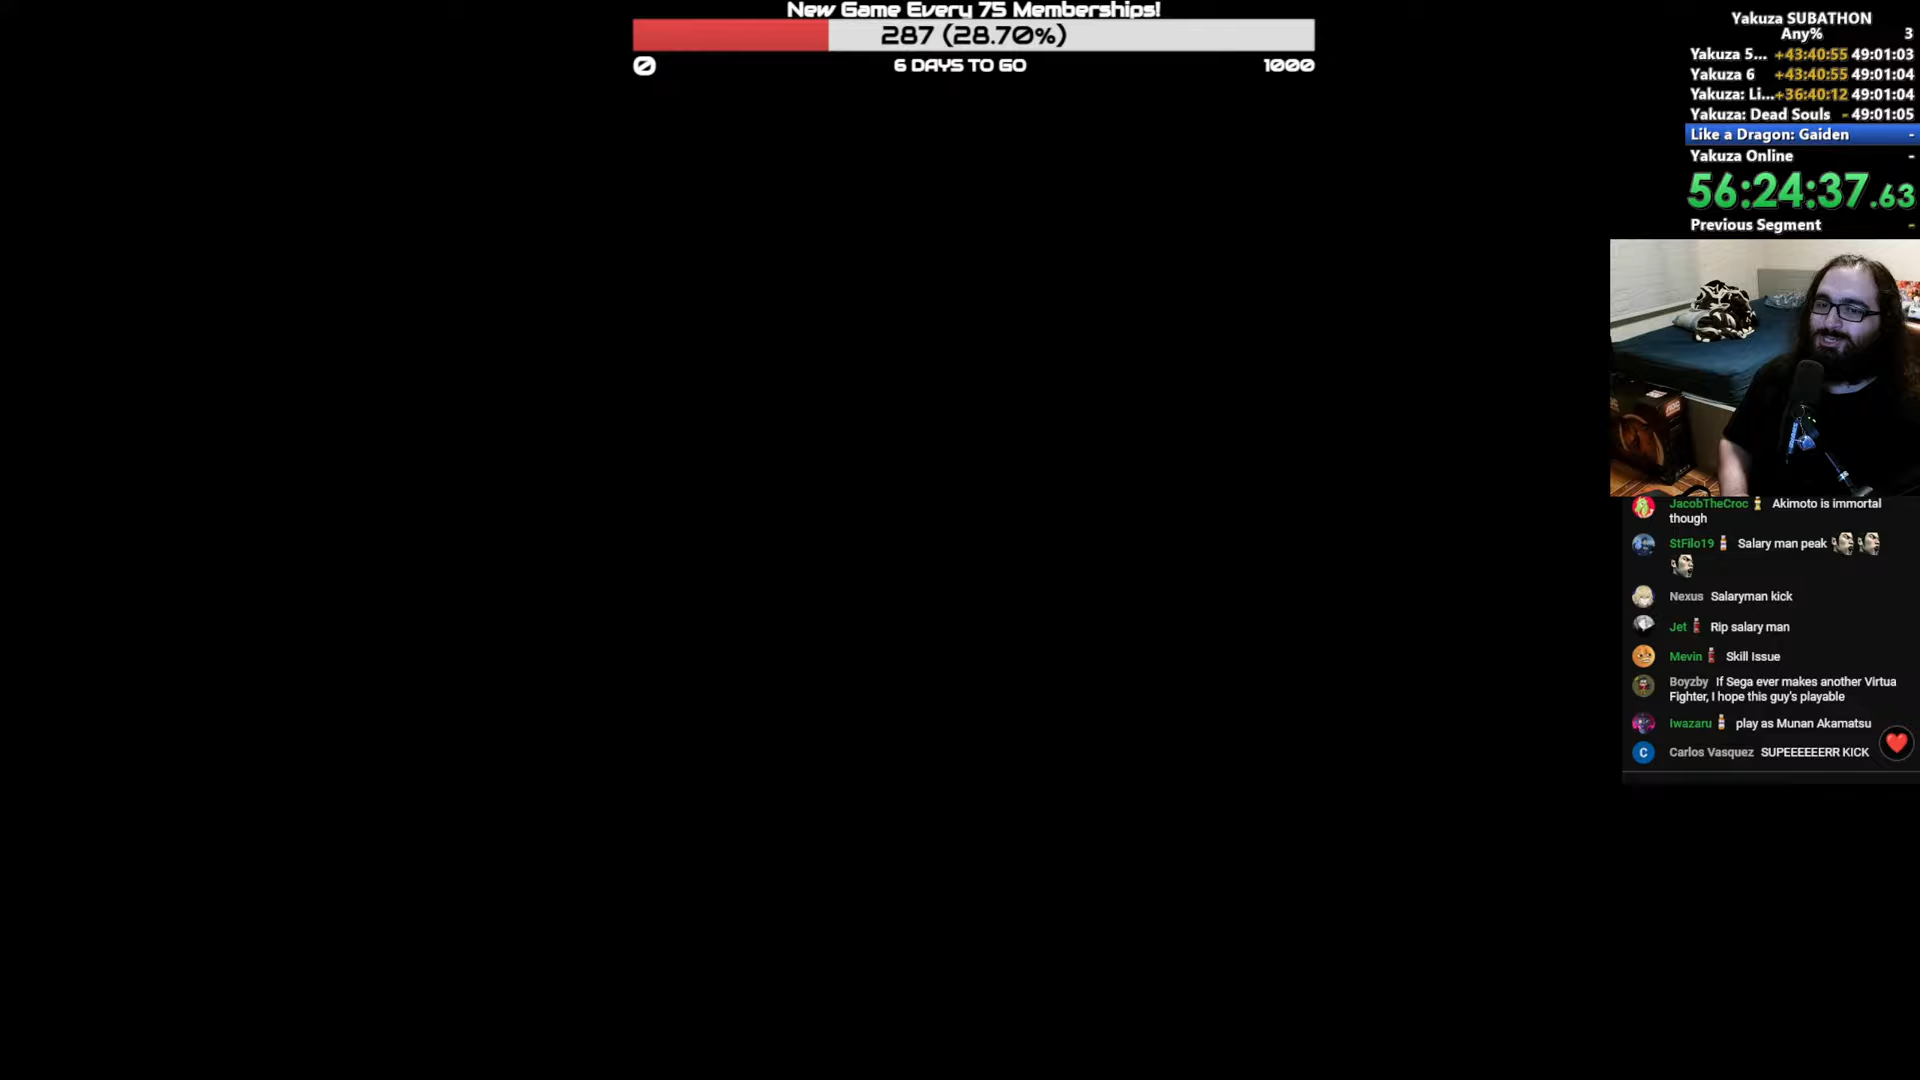 New Game Every 75 Memberships!
287 (28.70%)
0
6 DAYS TO GO
1000
Yakuza SUBATHON
Any%
3
Yakuza 5... +43:40:55 49:01:03
Yakuza 6 +43:40:55 49:01:04
Yakuza: Li...+36:40:12 49:01:04
Yakuza: Dead Souls - 49:01:05
Like a Dragon: Gaiden -
Yakuza Online -
56:24:37.63
Previous Segment -
JacobTheCroc Akimoto is immortal
though
StFilo19 Salary man peak
Nexus Salaryman kick
Jet Rip salary man
Mevin Skill Issue
Boyzby If Sega ever makes another Virtua
Fighter, I hope this guy's playable
Iwazaru play as Munan Akamatsu
C Carlos Vasquez SUPEEEEEERR KICK